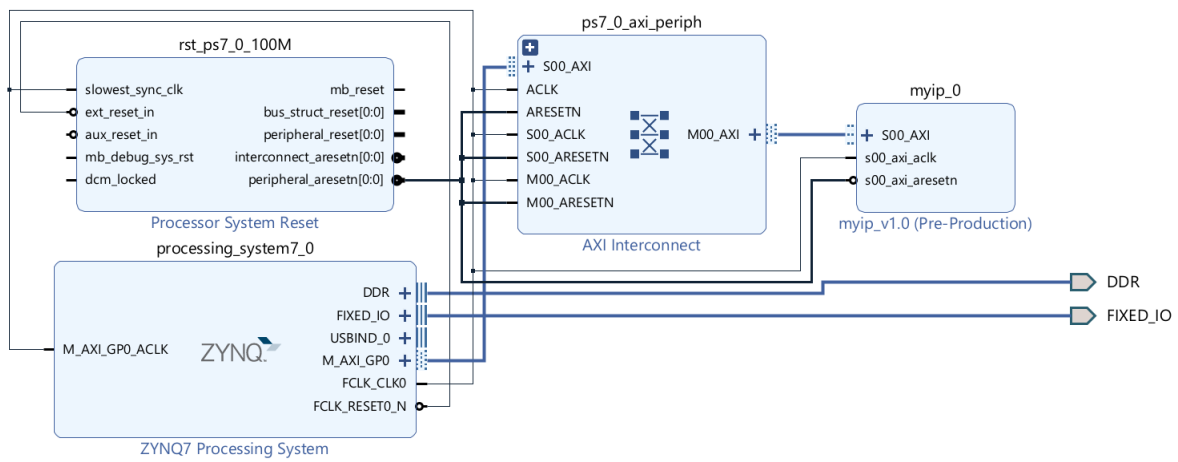 rst_ps7_0_100M
slowest_sync_clk
ext_reset_in
aux_reset_in
mb_debug_sys_rst
dcm_locked
mb_reset
bus_struct_reset[0:0]
peripheral_reset[0:0]
interconnect_aresetn[0:0]
peripheral_aresetn[0:0]
Processor System Reset
ps7_0_axi_periph
S00_AXI
ACLK
ARESETN
S00_ACLK
S00_ARESETN
M00_ACLK
M00_ARESETN
M00_AXI
AXI Interconnect
myip_0
S00_AXI
s00_axi_aclk
s00_axi_aresetn
myip_v1.0 (Pre-Production)
processing_system7_0
M_AXI_GP0_ACLK
ZYNQ
DDR
FIXED_IO
USBIND_0
M_AXI_GP0
FCLK_CLK0
FCLK_RESET0_N
ZYNQ7 Processing System
DDR
FIXED_IO